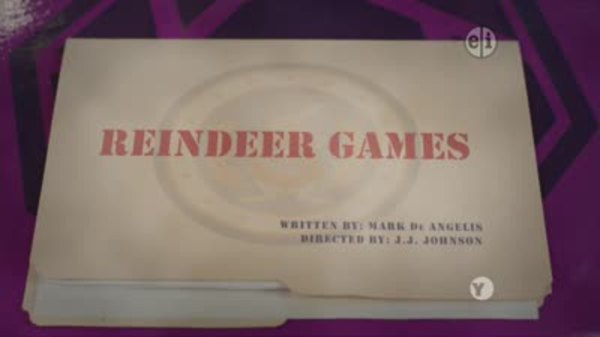 e/i
REINDEER GAMES
WRITTEN BY: MARK De ANGELIS
DIRECTED BY: J.J. JOHNSON
Y